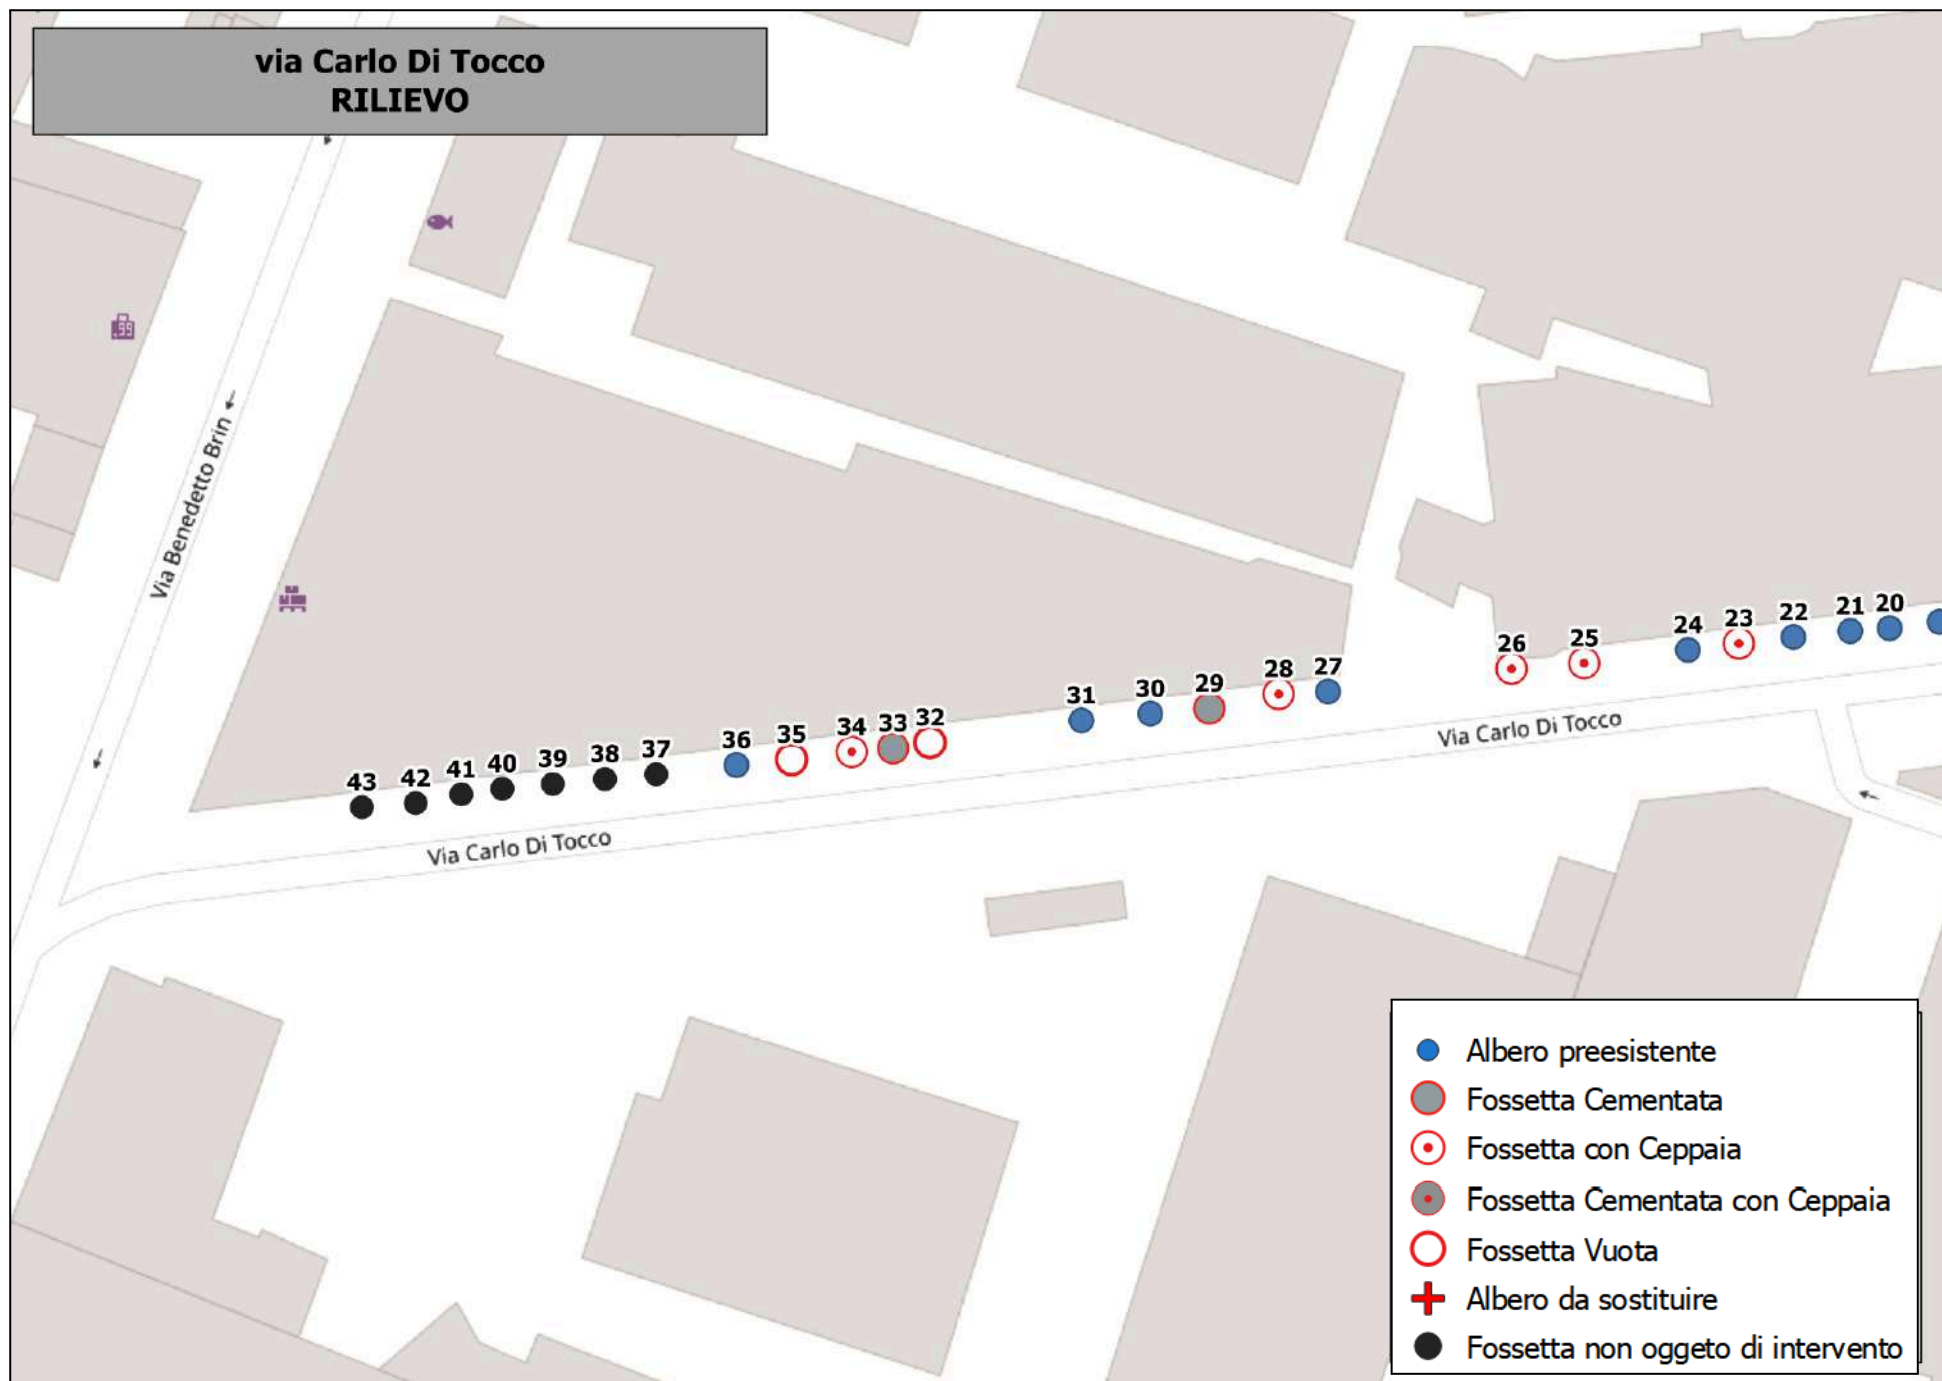 via Carlo Di Tocco
RILIEVO
Via Benedetto Brin
43 42 41 40 39 38 37 36 35 34 33 32 31 30 29 28 27 26 25 24 23 22 21 20
Via Carlo Di Tocco
Via Carlo Di Tocco
Albero preesistente
Fossetta Cementata
Fossetta con Ceppaia
Fossetta Cementata con Ceppaia
Fossetta Vuota
Albero da sostituire
Fossetta non oggeto di intervento